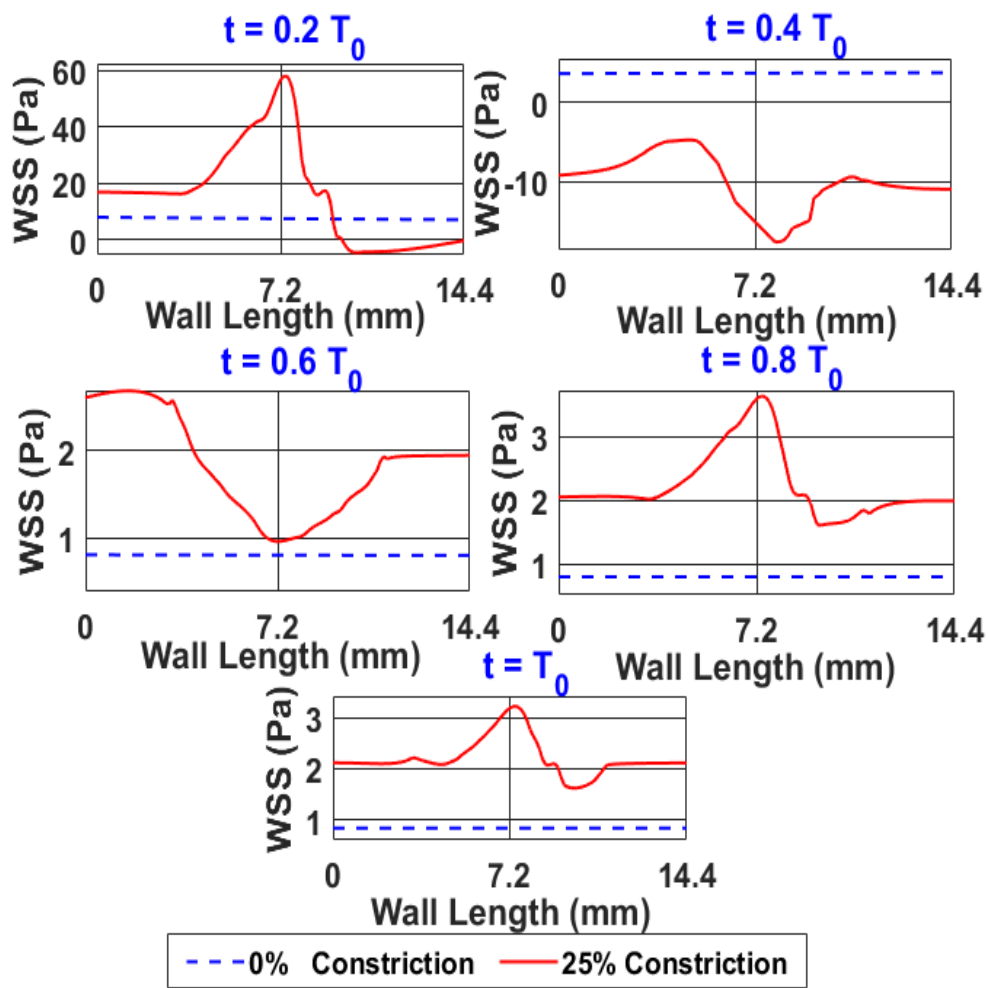 t = 0.2 T0
WSS (Pa)
60
40
20
0
0 7.2 14.4
Wall Length (mm)
t = 0.4 T0
WSS (Pa)
0
-10
0 7.2 14.4
Wall Length (mm)
t = 0.6 T0
WSS (Pa)
2
1
0 7.2 14.4
Wall Length (mm)
t = 0.8 T0
WSS (Pa)
3
2
1
0 7.2 14.4
Wall Length (mm)
t = T0
WSS (Pa)
3
2
1
0 7.2 14.4
Wall Length (mm)
0% Constriction 25% Constriction